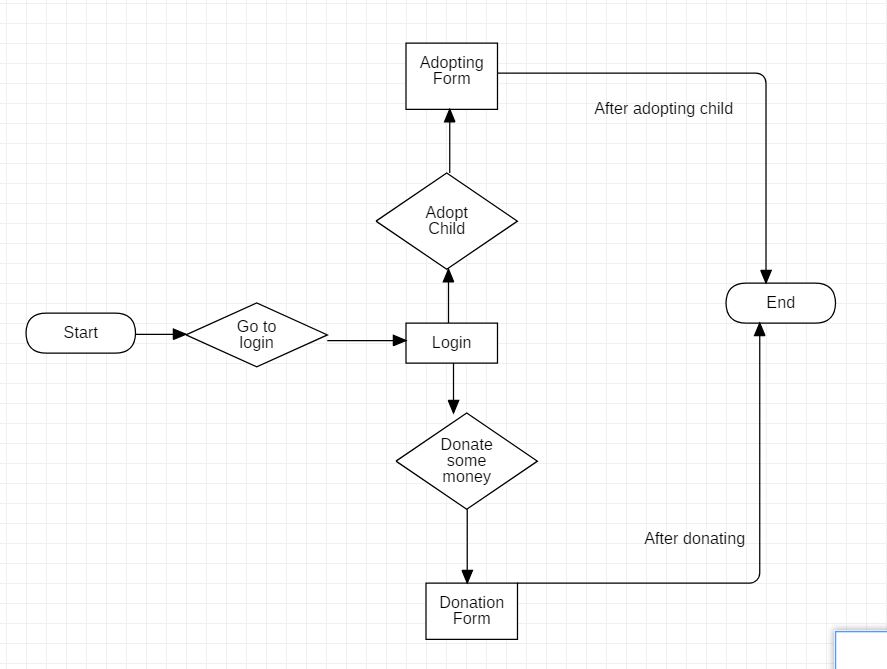 Adopting
Form
After adopting child
Adopt
Child
End
Start
Go to
login
Login
Donate
some
money
After donating
Donation
Form